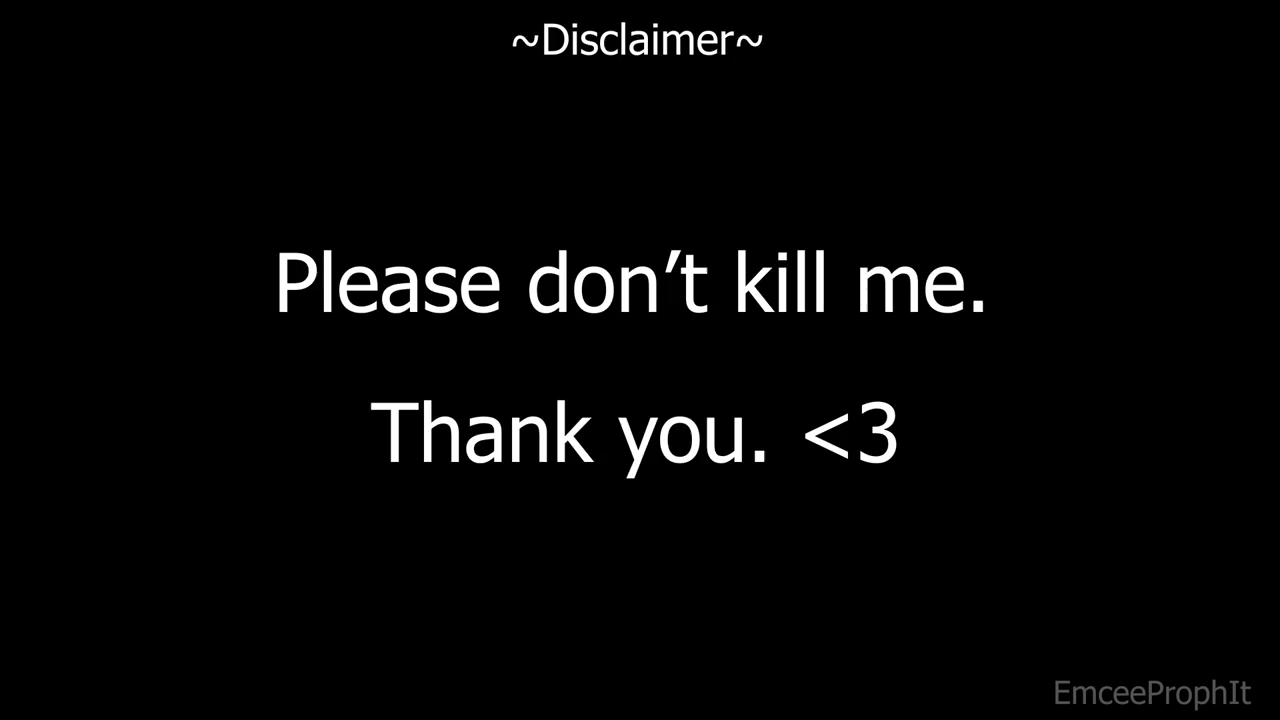 ~Disclaimer~
Please don’t kill me.
Thank you. <3
EmceeProphIt